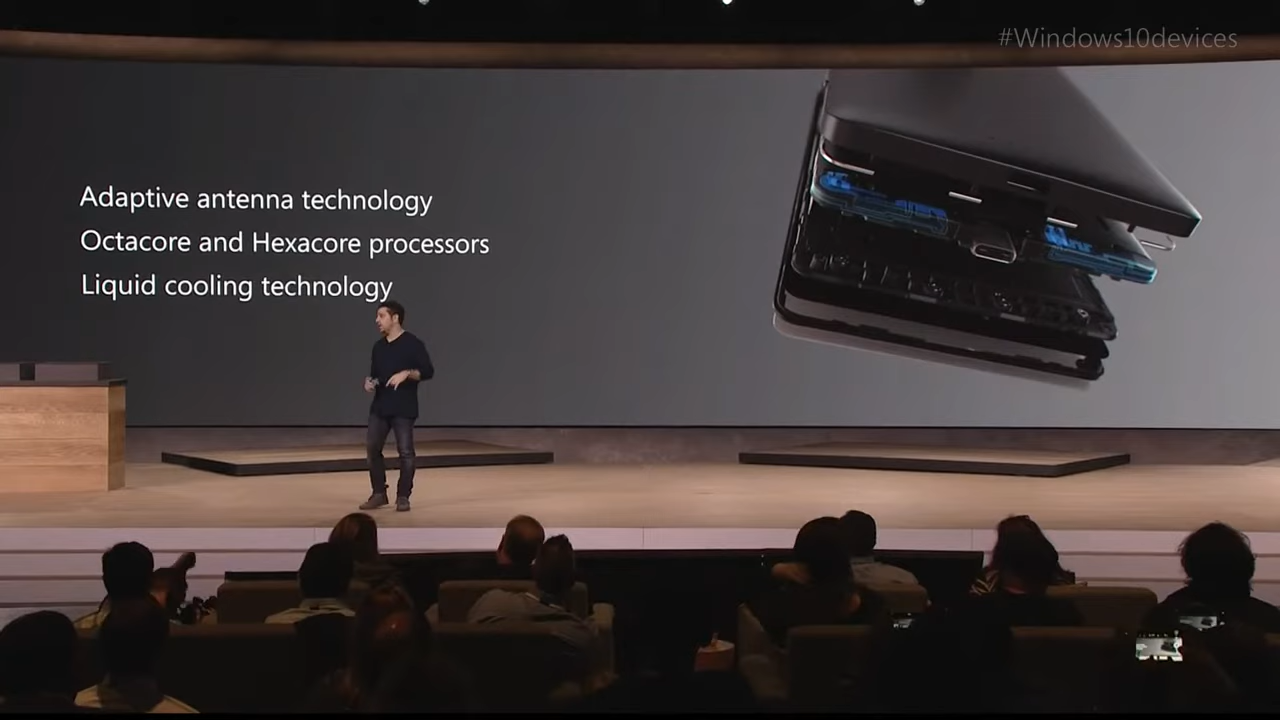 #Windows10devices
Adaptive antenna technology
Octacore and Hexacore processors
Liquid cooling technology